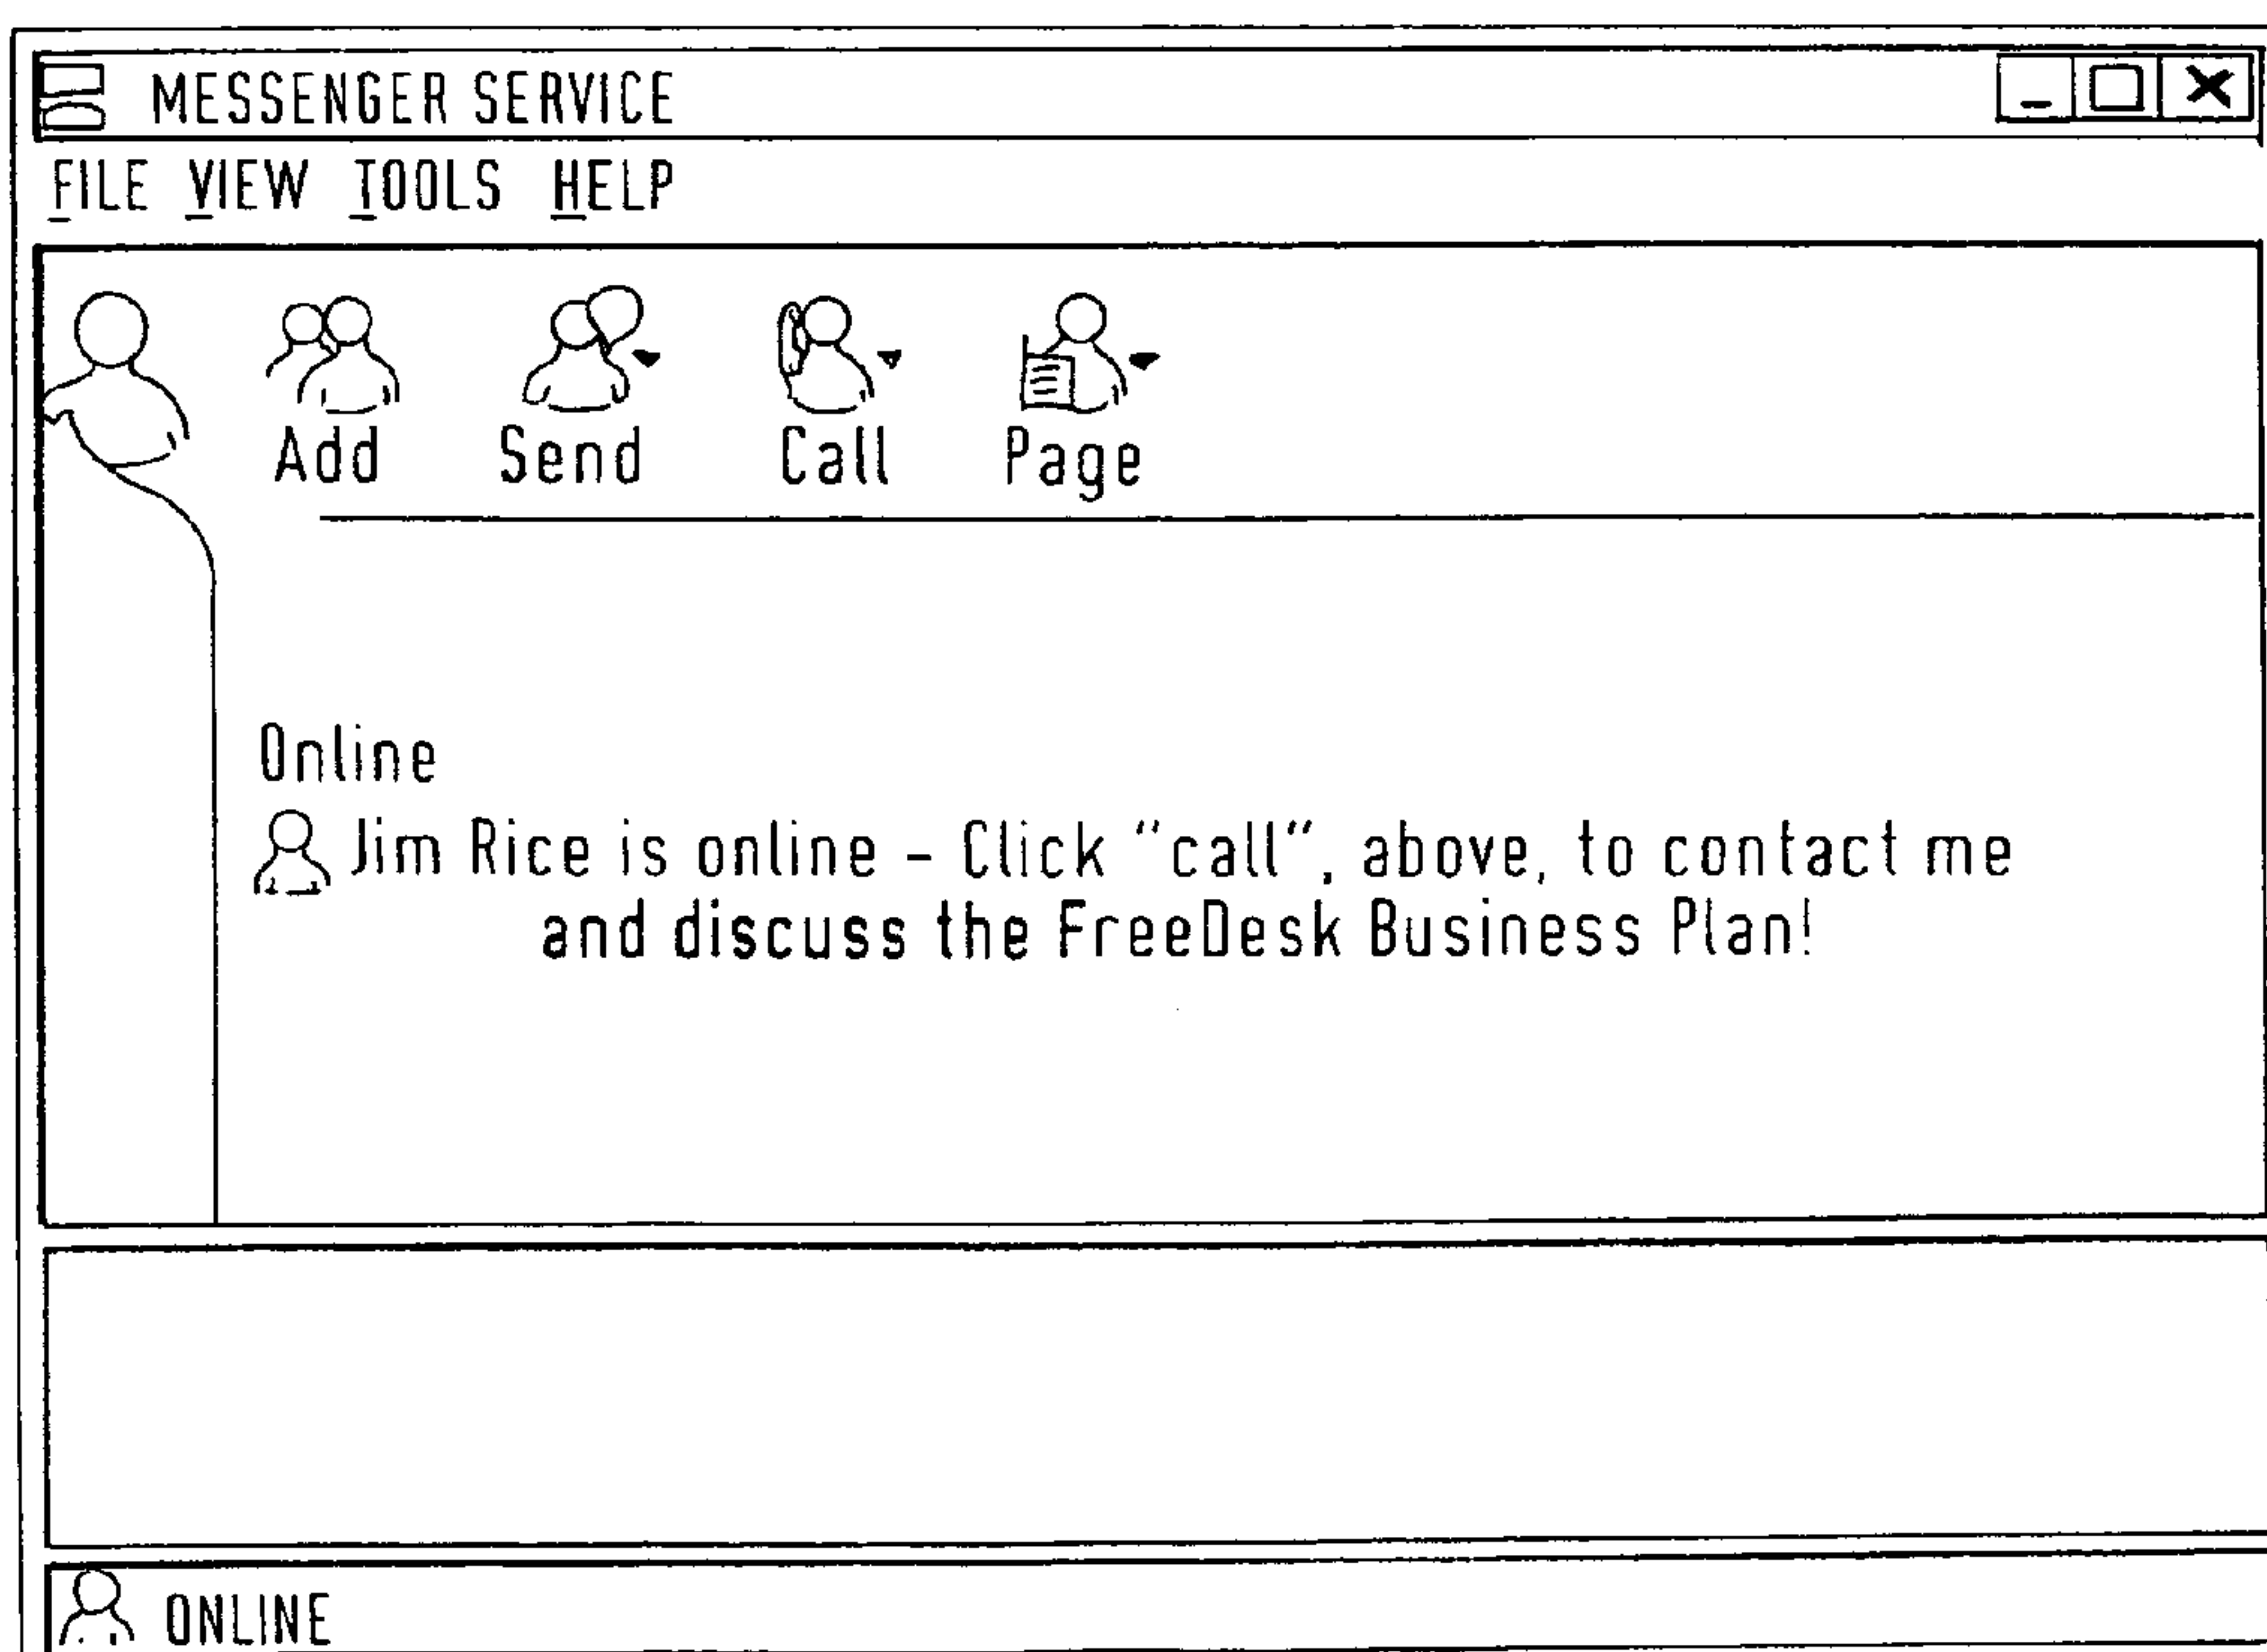 MESSENGER SERVICE
FILE VIEW TOOLS HELP
Add Send Call Page
Online
Jim Rice is online - Click "call", above, to contact me
and discuss the FreeDesk Business Plan!
ONLINE